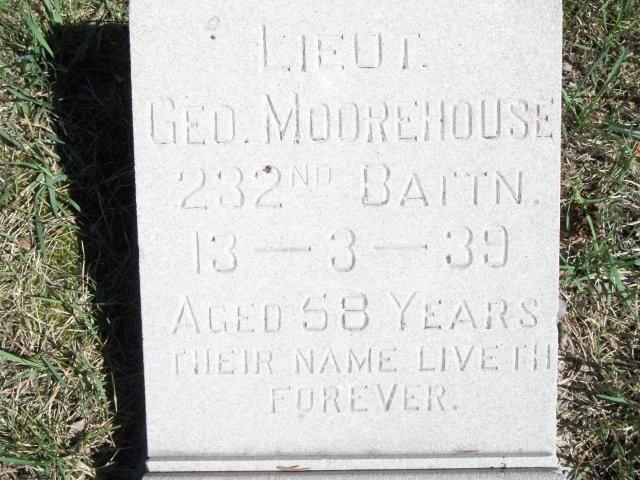 LIEUT.
GEO. MOOREHOUSE
232ND BATTN.
13-3-39
AGED 58 YEARS
THEIR NAME LIVETH
FOREVER.